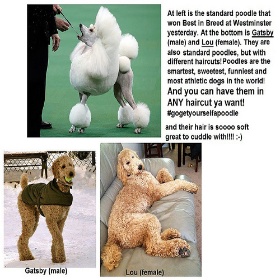 At left is the standard poodle that
won Best in Breed at Westminster
yesterday. At the bottom is Gatsby
(male) and Lou (female). They are
also standard poodles, but with
different haircuts! Poodles are the
smartest, sweetest, funniest and
most athletic dogs in the world!
And you can have them in
ANY haircut ya want!
#gogetyourselfapoodle
and their hair is soooo soft
great to cuddle with!!!! :-)
Gatsby (male)
Lou (female)